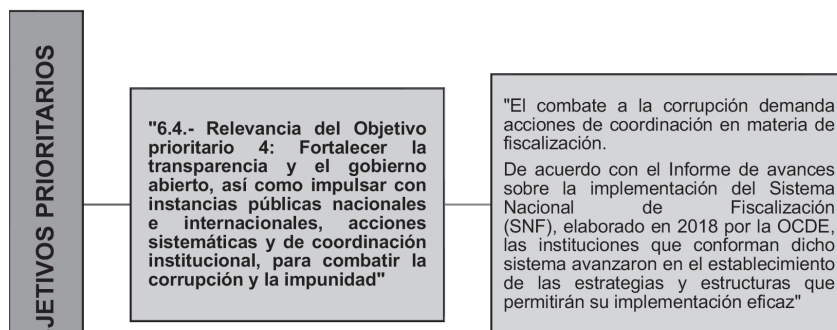 JETIVOS PRIORITARIOS
"6.4.- Relevancia del Objetivo
prioritario 4: Fortalecer la
transparencia y el gobierno
abierto, así como impulsar con
instancias públicas nacionales
e internacionales, acciones
sistemáticas y de coordinación
institucional, para combatir la
corrupción y la impunidad"
"El combate a la corrupción demanda
acciones de coordinación en materia de
fiscalización.
De acuerdo con el Informe de avances
sobre la implementación del Sistema
Nacional de Fiscalización
(SNF), elaborado en 2018 por la OCDE,
las instituciones que conforman dicho
sistema avanzaron en el establecimiento
de las estrategias y estructuras que
permitirán su implementación eficaz"